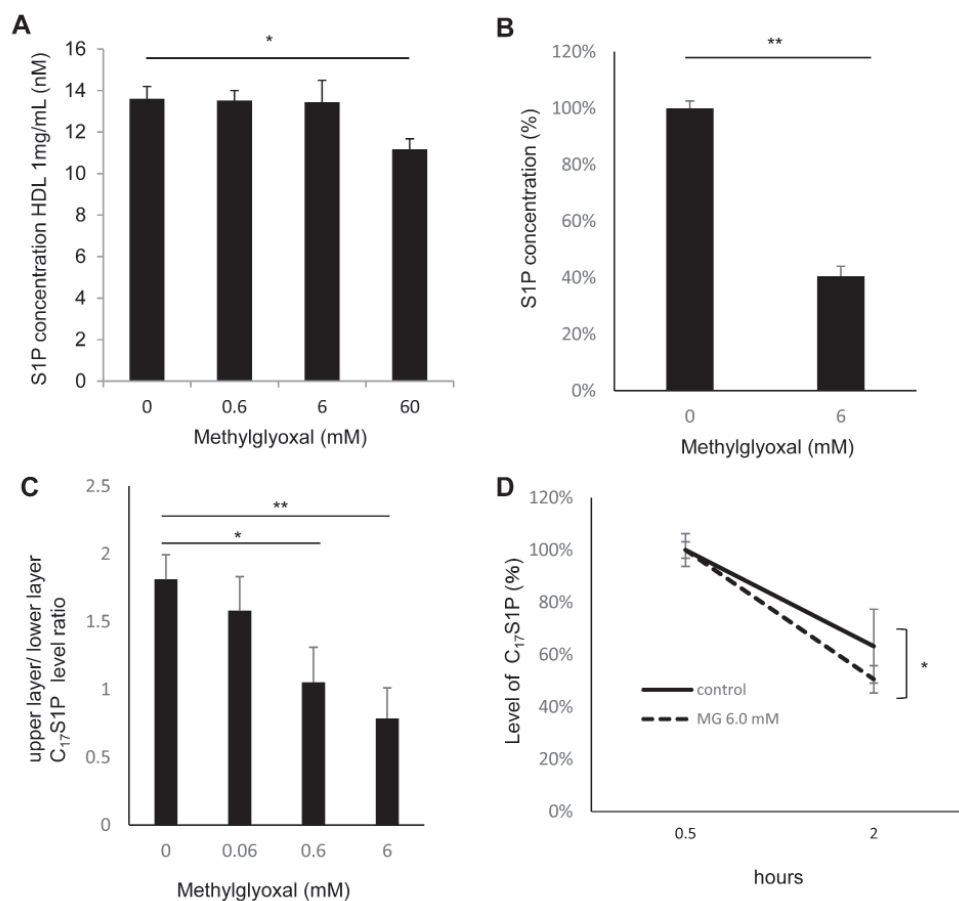 A
*
S1P concentration HDL 1mg/mL (nM)
16
14
12
10
8
6
4
2
0
0 0.6 6 60
Methylglyoxal (mM)
B
**
S1P concentration (%)
120%
100%
80%
60%
40%
20%
0%
0 6
Methylglyoxal (mM)
C
**
*
upper layer/ lower layer
C₁₇S1P level ratio
2.5
2
1.5
1
0.5
0
0 0.06 0.6 6
Methylglyoxal (mM)
D
Level of C₁₇S1P (%)
120%
100%
80%
60%
40%
20%
0%
control
MG 6.0 mM
*
0.5 2
hours